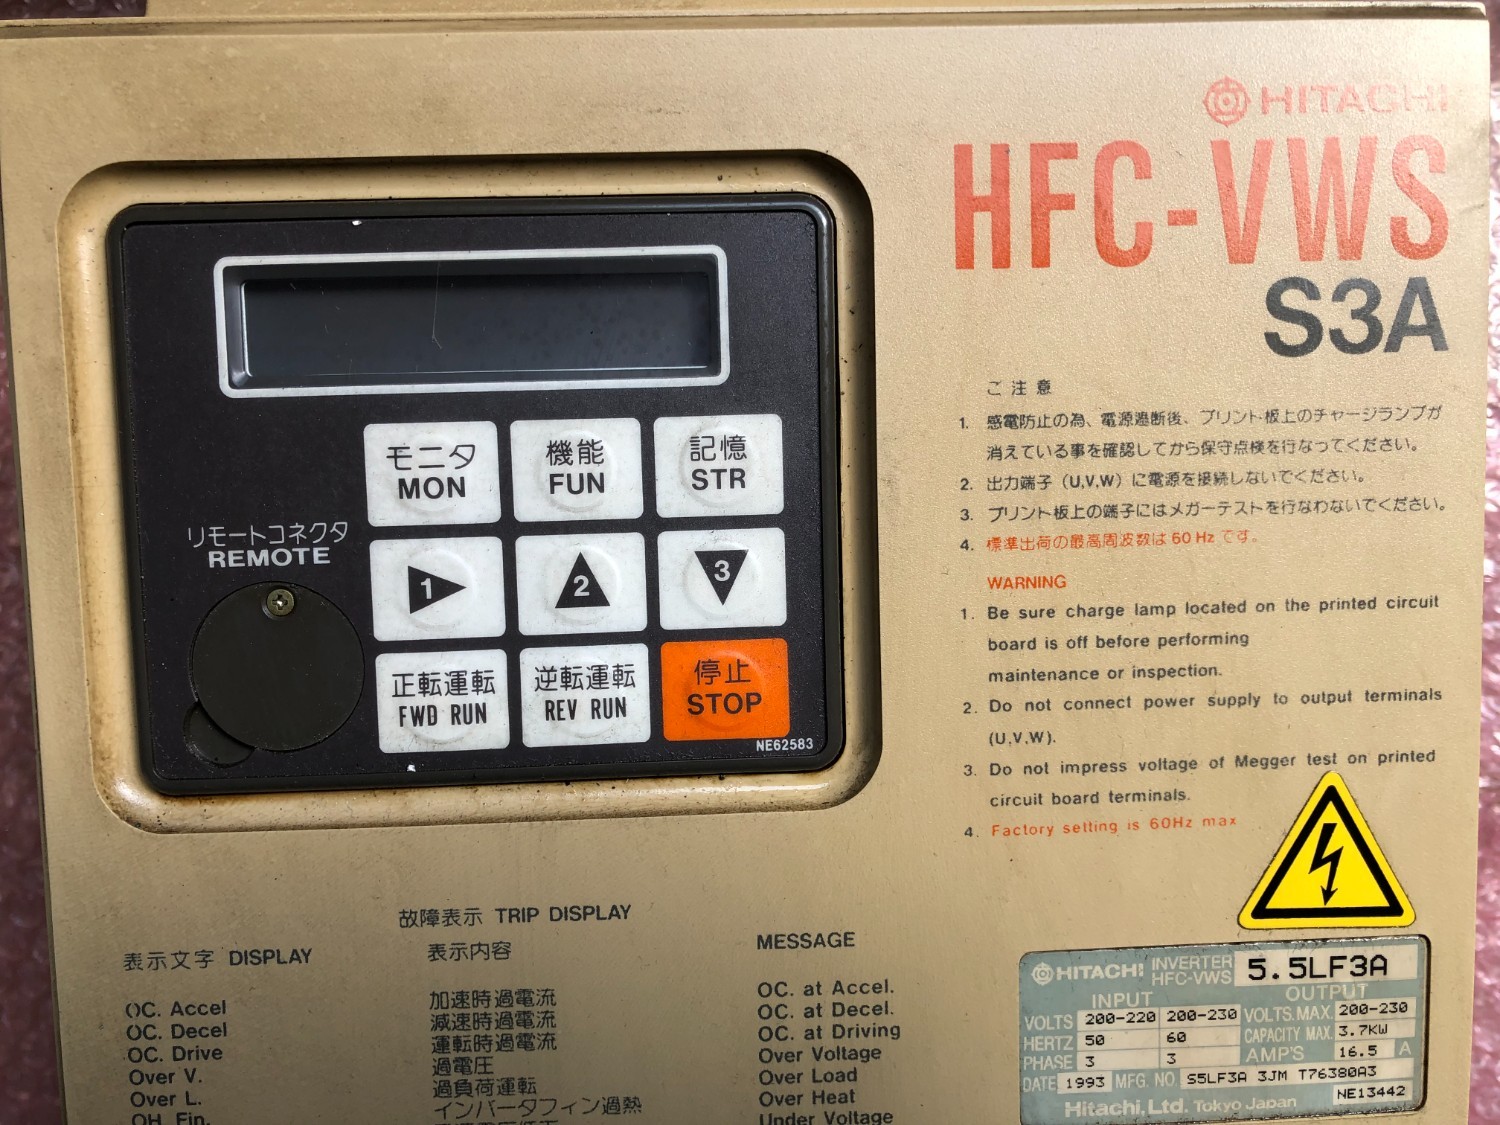 HITACHI
HFC-VWS
S3A
モニタ
MON
機能
FUN
記憶
STR
リモートコネクタ
REMOTE
1
2
3
正転運転
FWD RUN
逆転運転
REV RUN
停止
STOP
NE62583
ご注意
1. 感電防止の為、電源遮断後、プリント板上のチャージランプが
消えている事を確認してから保守点検を行なってください。
2. 出力端子（U,V,W）に電源を接続しないでください。
3. プリント板上の端子にはメガーテストを行なわないでください。
4. 標準出荷の最高周波数は60Hzです。
WARNING
1. Be sure charge lamp located on the printed circuit
board is off before performing
maintenance or inspection.
2. Do not connect power supply to output terminals
(U,V,W).
3. Do not impress voltage of Megger test on printed
circuit board terminals.
4. Factory setting is 60Hz max
故障表示 TRIP DISPLAY
表示文字 DISPLAY 表示内容 MESSAGE
OC. Accel 加速時過電流 OC. at Accel.
OC. Decel 減速時過電流 OC. at Decel.
OC. Drive 運転時過電流 OC. at Driving
Over V. 過電圧 Over Voltage
Over L. 過負荷運転 Over Load
OH. Fin. インバータフィン過熱 Over Heat
Under Voltage
HITACHI INVERTER HFC-VWS 5.5LF3A
INPUT OUTPUT
VOLTS 200-220 200-230 VOLTS.MAX. 200-230
HERTZ 50 60 CAPACITY MAX. 3.7KW
PHASE 3 3 AMP'S 16.5 A
DATE 1993 MFG. NO. S5LF3A 3JM T76380A3
NE13442
Hitachi, Ltd. Tokyo Japan